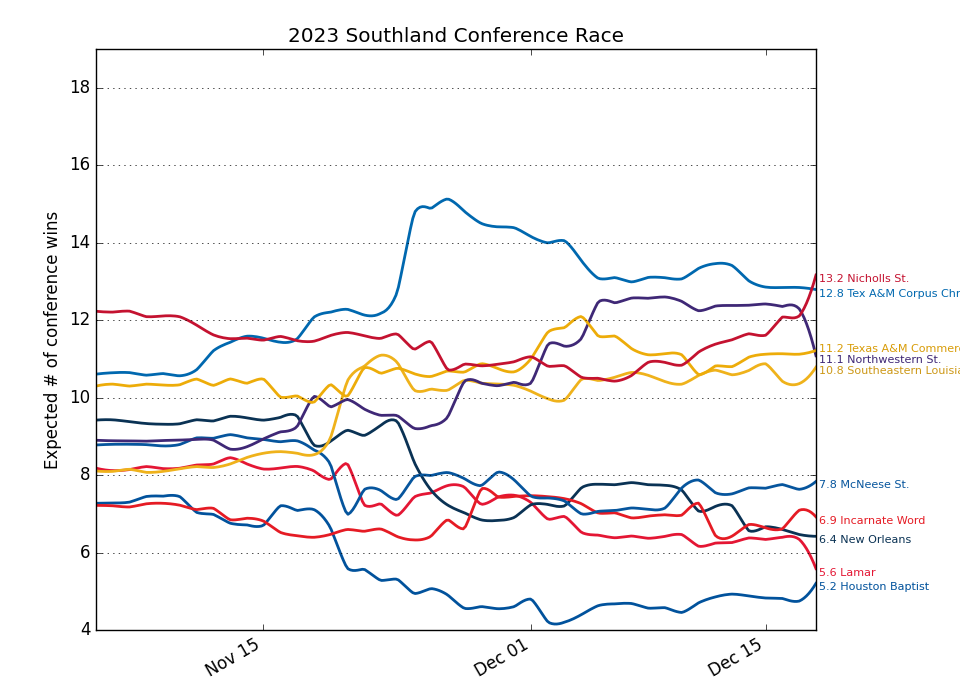 2023 Southland Conference Race
Expected # of conference wins
18
16
14
12
10
8
6
4
Nov 15
Dec 01
Dec 15
13.2 Nicholls St.
12.8 Tex A&M Corpus Chr
11.2 Texas A&M Commerc
11.1 Northwestern St.
10.8 Southeastern Louisia
7.8 McNeese St.
6.9 Incarnate Word
6.4 New Orleans
5.6 Lamar
5.2 Houston Baptist